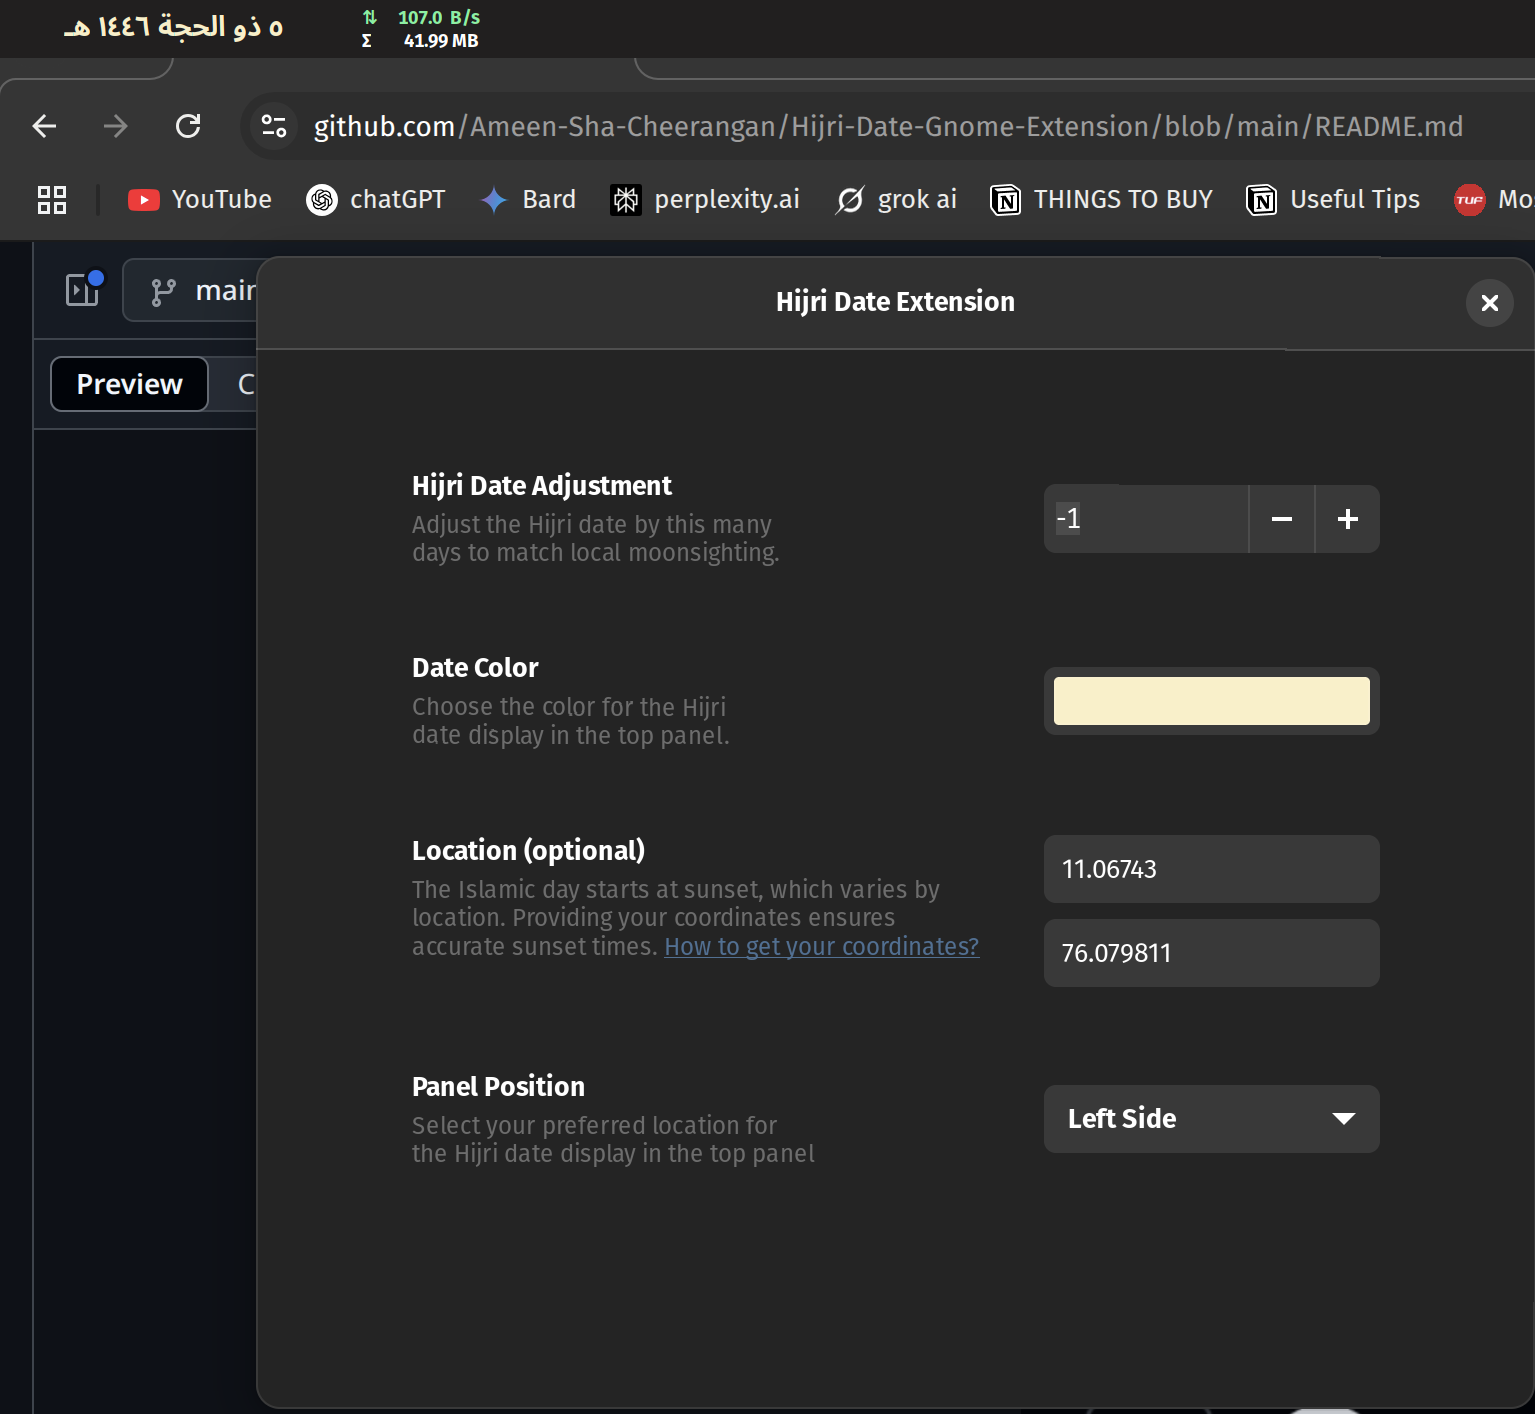 ٥ ذو الحجة ١٤٤٦ هـ
107.0 B/s
Σ 41.99 MB
github.com/Ameen-Sha-Cheerangan/Hijri-Date-Gnome-Extension/blob/main/README.md
YouTube chatGPT Bard perplexity.ai grok ai THINGS TO BUY Useful Tips TUF Mo
main
Hijri Date Extension
Preview C
Hijri Date Adjustment
Adjust the Hijri date by this many
days to match local moonsighting.
-1
Date Color
Choose the color for the Hijri
date display in the top panel.
Location (optional)
The Islamic day starts at sunset, which varies by
location. Providing your coordinates ensures
accurate sunset times. How to get your coordinates?
11.06743
76.079811
Panel Position
Select your preferred location for
the Hijri date display in the top panel
Left Side